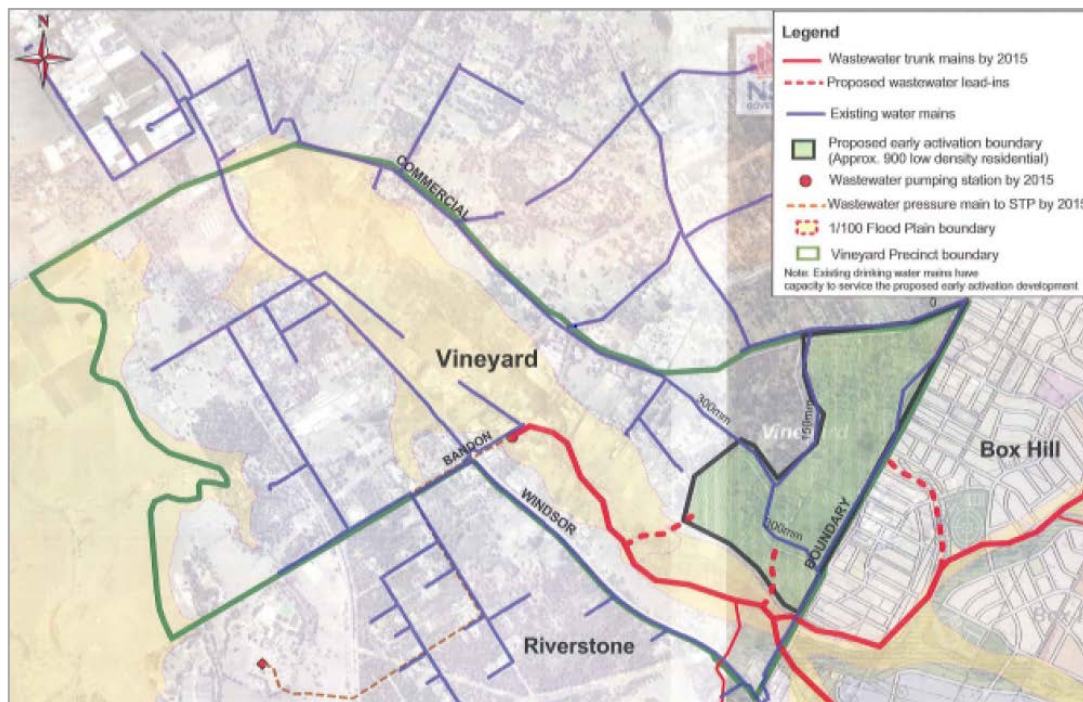 N
Legend
Wastewater trunk mains by 2015
Proposed wastewater lead-ins
Existing water mains
Proposed early activation boundary
(Approx. 900 low density residential)
Wastewater pumping station by 2015
Wastewater pressure main to STP by 2015
1/100 Flood Plain boundary
Vineyard Precinct boundary
Note: Existing drinking water mains have
capacity to service the proposed early activation development
COMMERCIAL
0
Vineyard
300mm
150mm
Vineyard
Box Hill
BANDON
WINDSOR
BOUNDARY
Riverstone